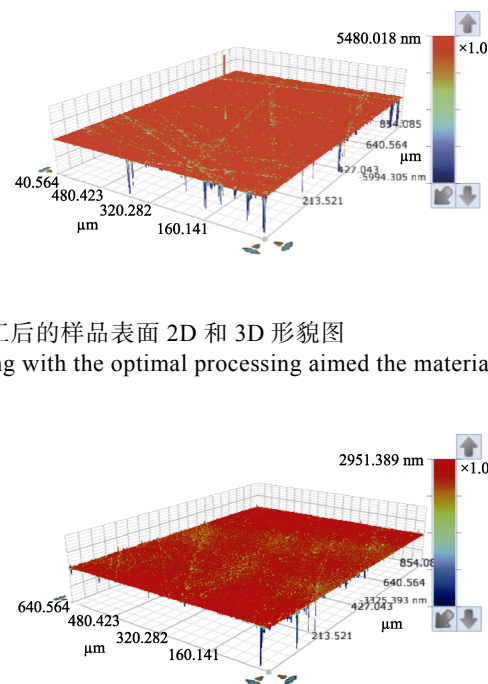 5480.018 nm
×1.0
854.085
640.564
μm
427.043
-5994.305 nm
40.564
480.423
213.521
320.282
μm
160.141
工后的样品表面 2D 和 3D 形貌图
ng with the optimal processing aimed the materia
2951.389 nm
×1.0
854.08
640.564
-3325.393 nm
640.564
427.043
480.423
μm
320.282
213.521
μm
160.141